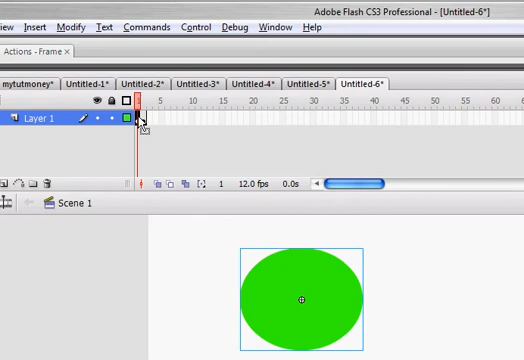 Adobe Flash CS3 Professional - [Untitled-6*]
Insert Modify Text Commands Control Debug Window Help
Actions - Frame ×
mytutmoney* Untitled-1* Untitled-2* Untitled-3* Untitled-4* Untitled-5* Untitled-6*
5 10 15 20 25 30 35 40 45 50 55 60
Layer 1
1 12.0 fps 0.0s
Scene 1